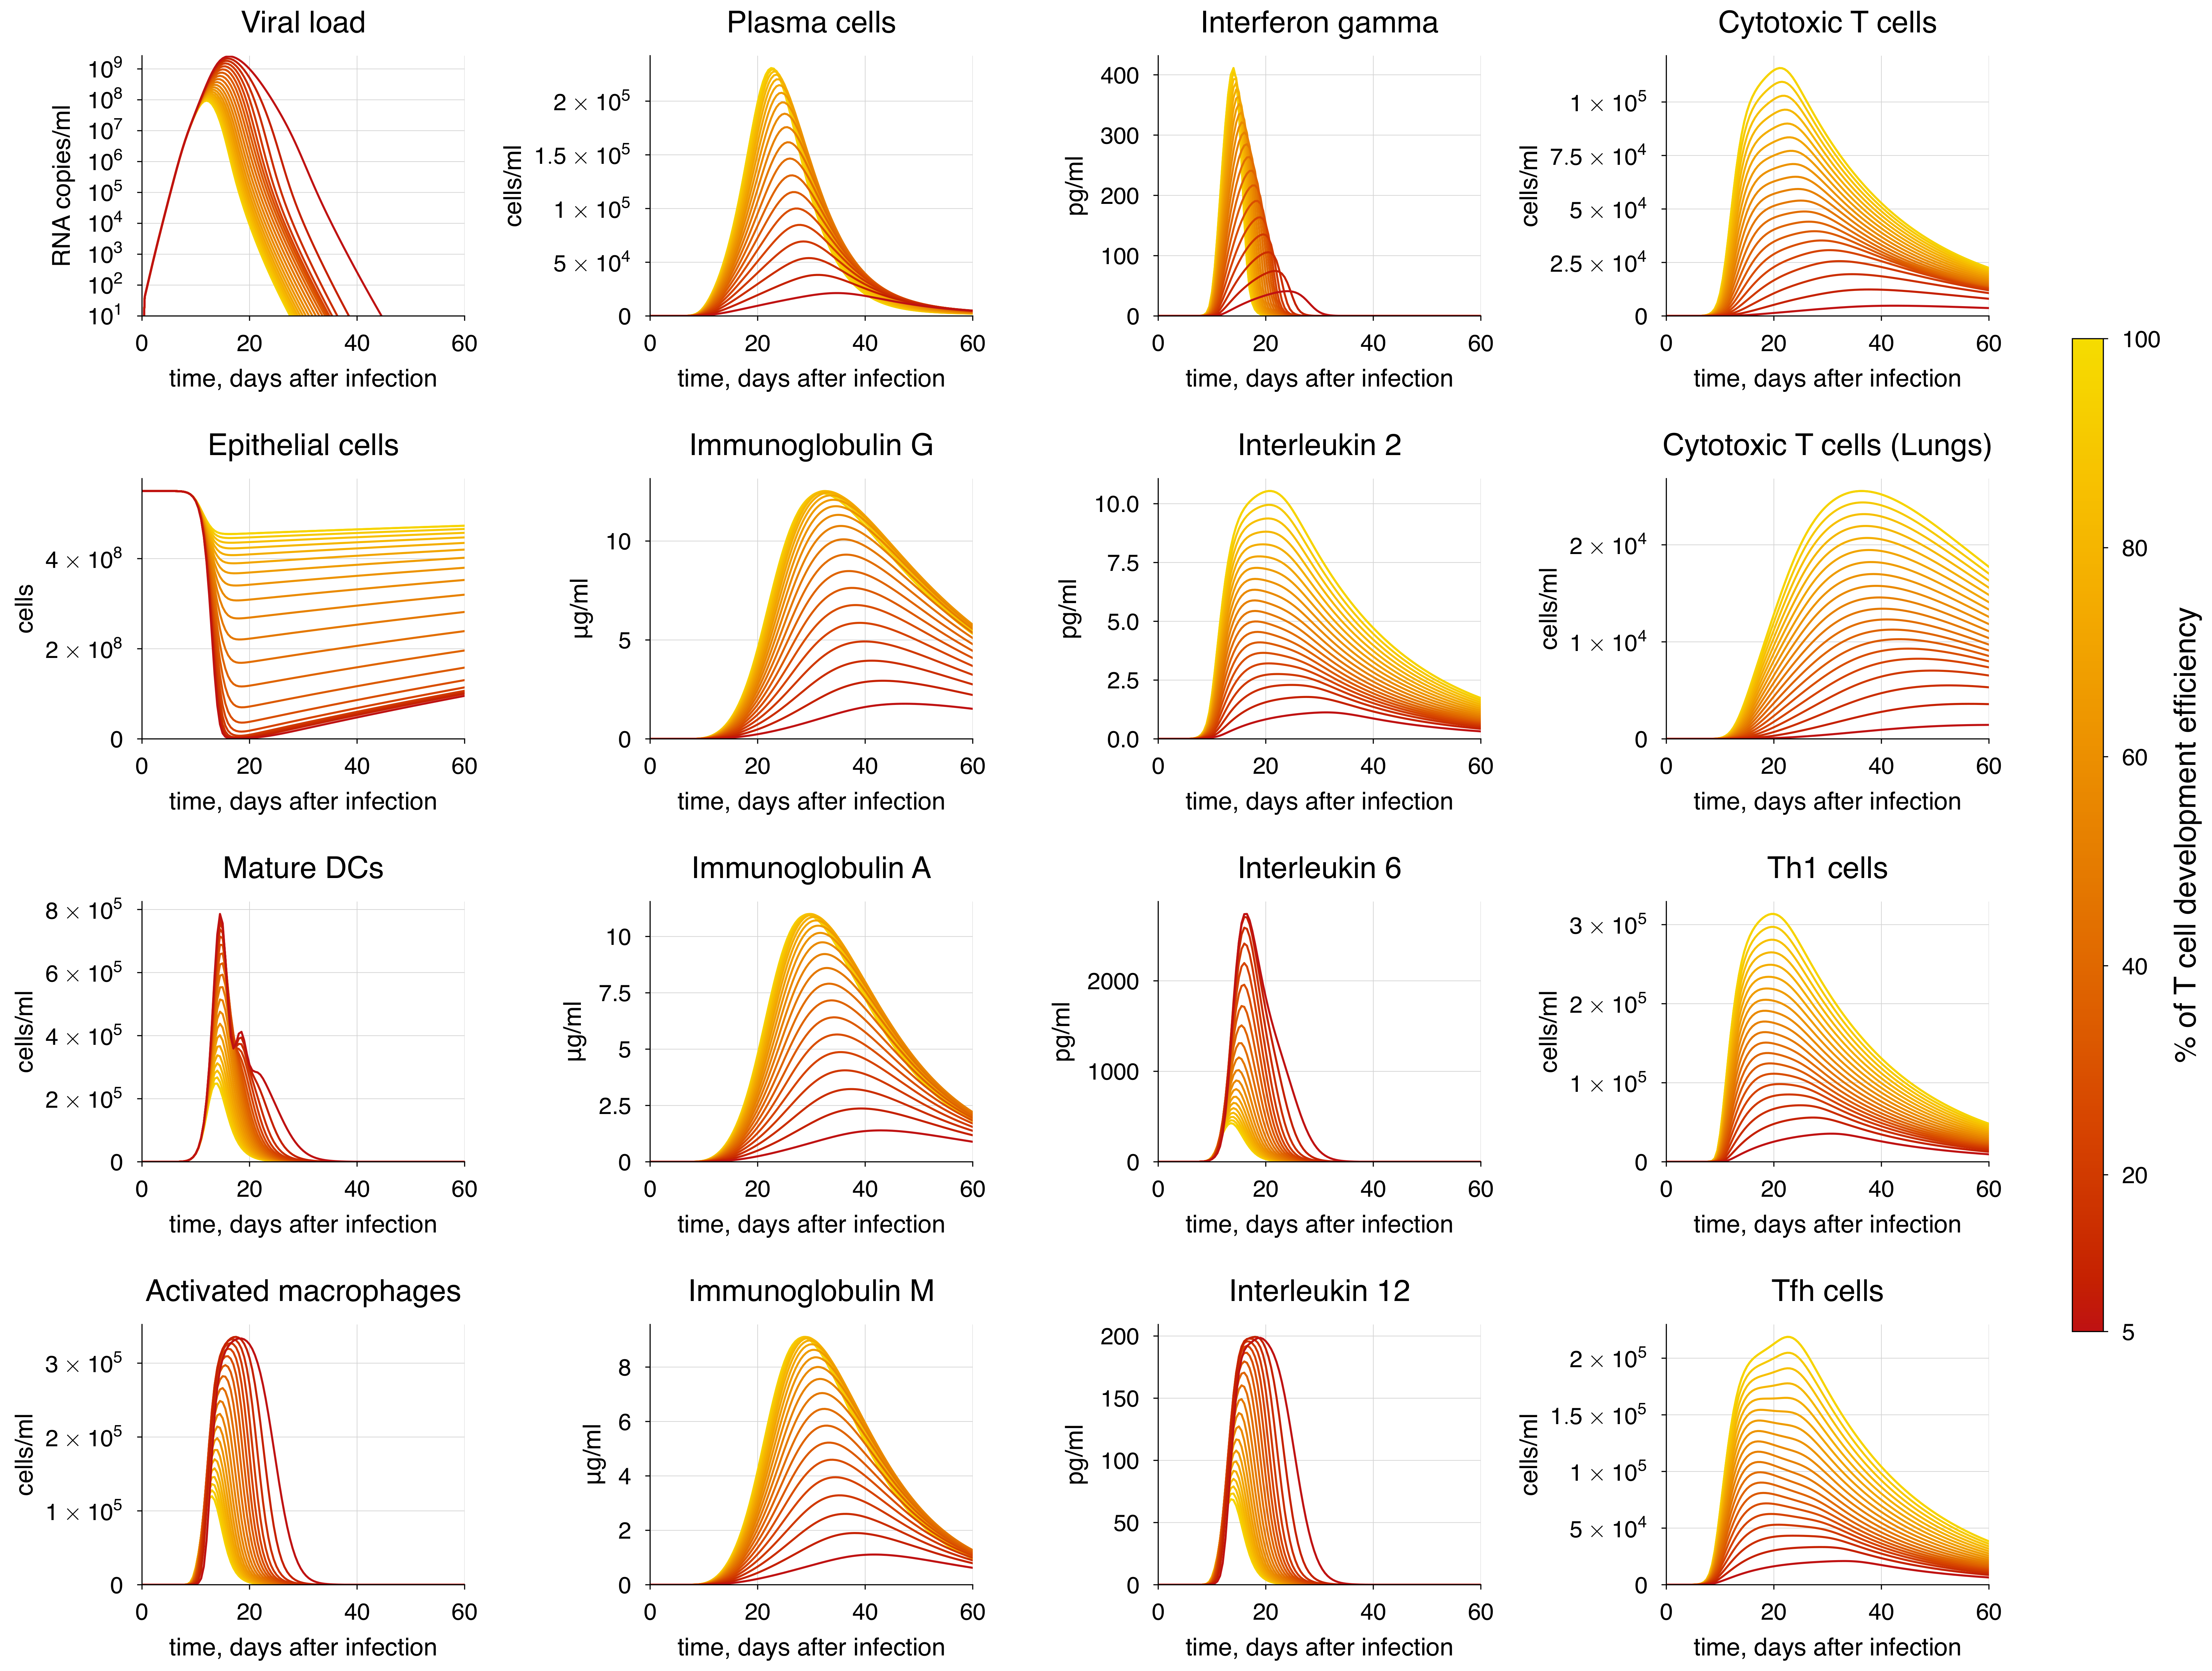 Viral load
RNA copies/ml
10⁹
10⁸
10⁷
10⁶
10⁵
10⁴
10³
10²
10¹
0 20 40 60
time, days after infection
Plasma cells
cells/ml
2 × 10⁵
1.5 × 10⁵
1 × 10⁵
5 × 10⁴
0
0 20 40 60
time, days after infection
Interferon gamma
pg/ml
400
300
200
100
0
0 20 40 60
time, days after infection
Cytotoxic T cells
cells/ml
1 × 10⁵
7.5 × 10⁴
5 × 10⁴
2.5 × 10⁴
0
0 20 40 60
time, days after infection
Epithelial cells
cells
4 × 10⁸
2 × 10⁸
0
0 20 40 60
time, days after infection
Immunoglobulin G
µg/ml
10
5
0
0 20 40 60
time, days after infection
Interleukin 2
pg/ml
10.0
7.5
5.0
2.5
0.0
0 20 40 60
time, days after infection
Cytotoxic T cells (Lungs)
cells/ml
2 × 10⁴
1 × 10⁴
0
0 20 40 60
time, days after infection
Mature DCs
cells/ml
8 × 10⁵
6 × 10⁵
4 × 10⁵
2 × 10⁵
0
0 20 40 60
time, days after infection
Immunoglobulin A
µg/ml
10
7.5
5
2.5
0
0 20 40 60
time, days after infection
Interleukin 6
pg/ml
2000
1000
0
0 20 40 60
time, days after infection
Th1 cells
cells/ml
3 × 10⁵
2 × 10⁵
1 × 10⁵
0
0 20 40 60
time, days after infection
Activated macrophages
cells/ml
3 × 10⁵
2 × 10⁵
1 × 10⁵
0
0 20 40 60
time, days after infection
Immunoglobulin M
µg/ml
8
6
4
2
0
0 20 40 60
time, days after infection
Interleukin 12
pg/ml
200
150
100
50
0
0 20 40 60
time, days after infection
Tfh cells
cells/ml
2 × 10⁵
1.5 × 10⁵
1 × 10⁵
5 × 10⁴
0
0 20 40 60
time, days after infection
100
80
60
40
20
5
% of T cell development efficiency